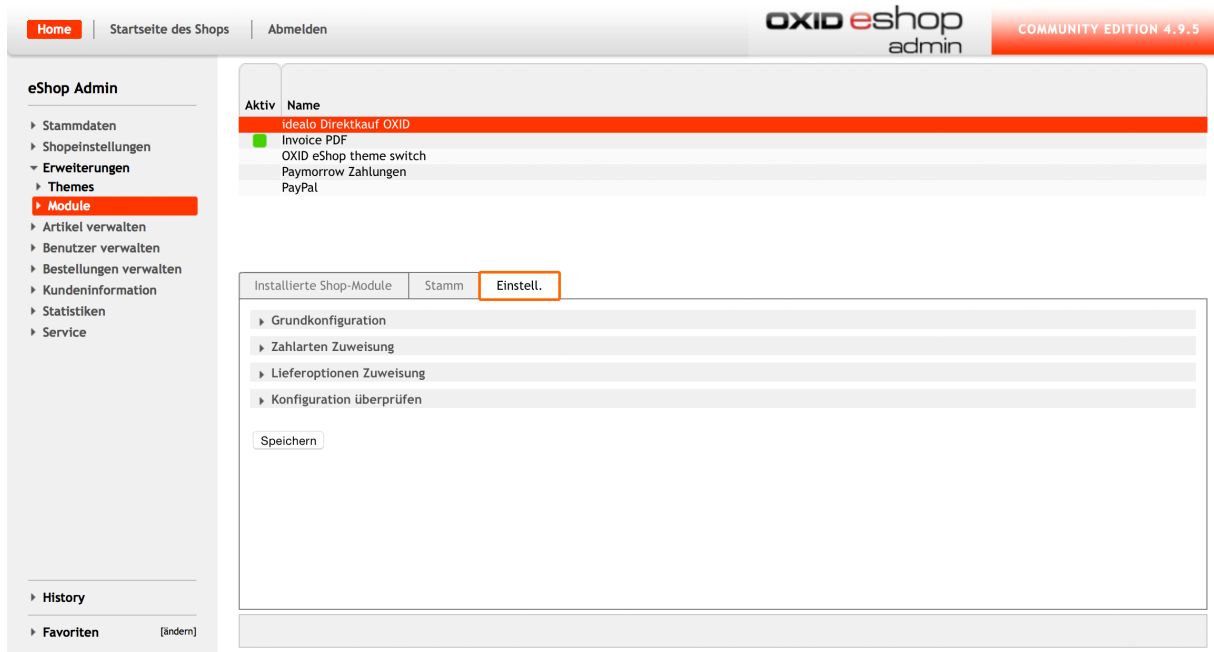 Home
Startseite des Shops
Abmelden
OXID eshop
admin
COMMUNITY EDITION 4.9.5
eShop Admin
Stammdaten
Shopeinstellungen
Erweiterungen
Themes
Module
Artikel verwalten
Benutzer verwalten
Bestellungen verwalten
Kundeninformation
Statistiken
Service
History
Favoriten [ändern]
Aktiv Name
idealo Direktkauf OXID
Invoice PDF
OXID eShop theme switch
Paymorrow Zahlungen
PayPal
Installierte Shop-Module Stamm Einstell.
Grundkonfiguration
Zahlarten Zuweisung
Lieferoptionen Zuweisung
Konfiguration überprüfen
Speichern